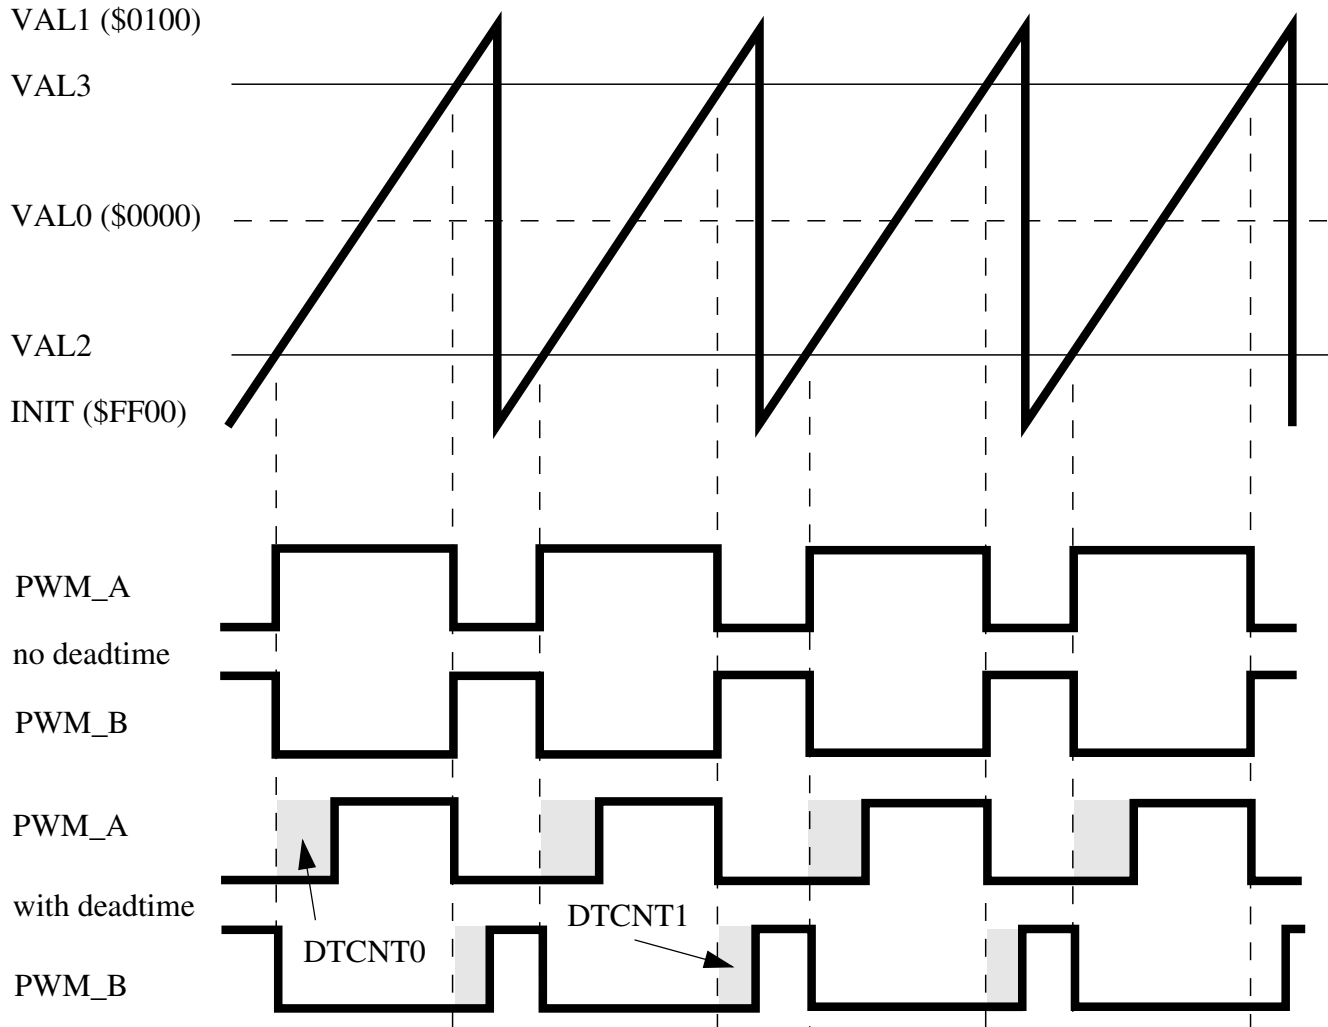 VAL1 ($0100)
VAL3
VAL0 ($0000)
VAL2
INIT ($FF00)
PWM_A
no deadtime
PWM_B
PWM_A
with deadtime
DTCNT1
DTCNT0
PWM_B